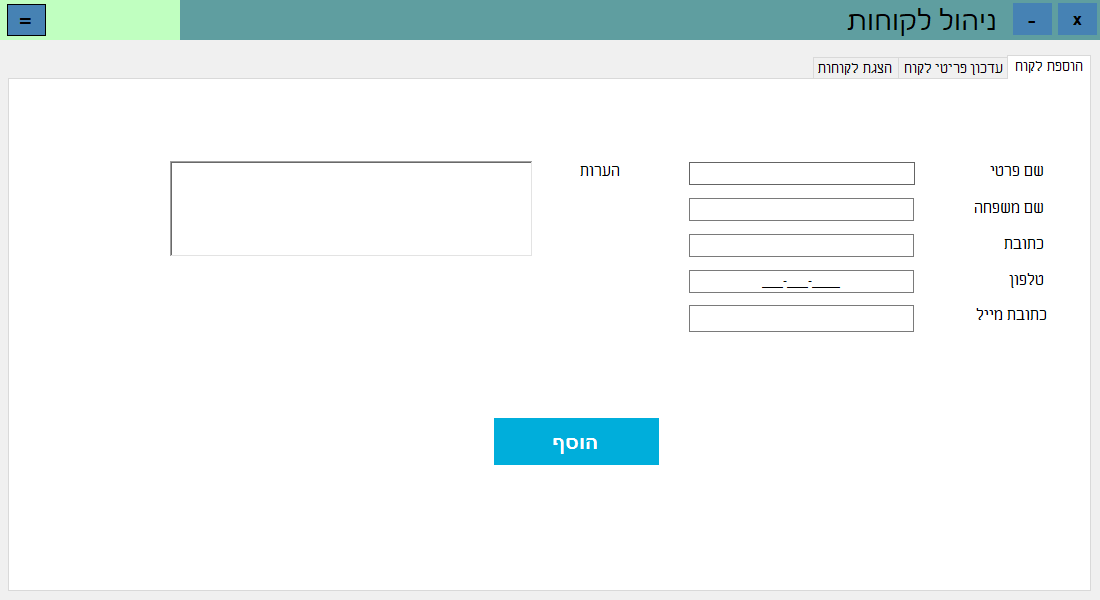 x
-
ניהול לקוחות
=
הוספת לקוח
עדכון פריטי לקוח
הצגת לקוחות
שם פרטי
הערות
שם משפחה
כתובת
טלפון
___-___-____
כתובת מייל
הוסף